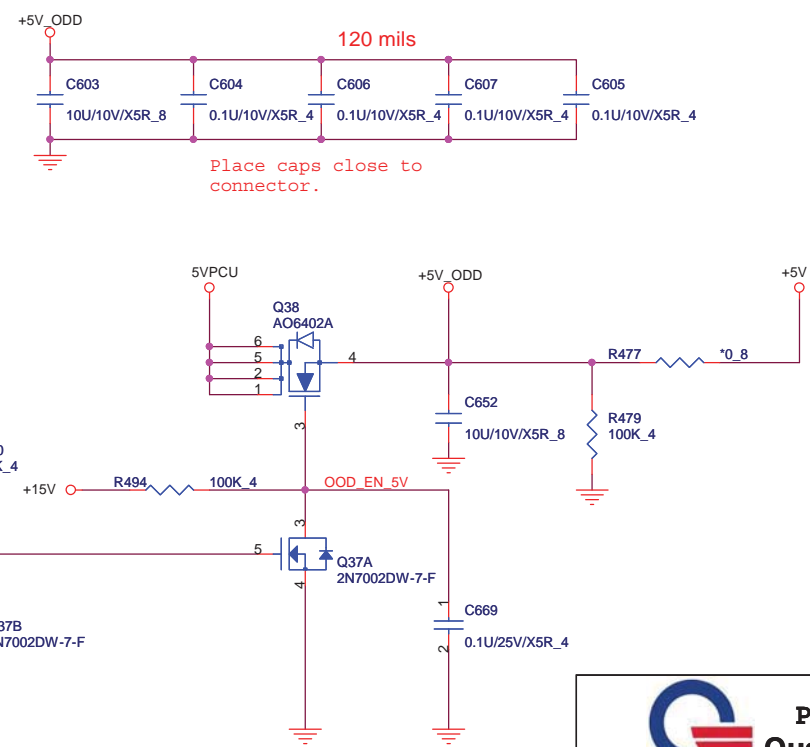 +5V_ODD
120 mils
C603
10U/10V/X5R_8
C604
0.1U/10V/X5R_4
C606
0.1U/10V/X5R_4
C607
0.1U/10V/X5R_4
C605
0.1U/10V/X5R_4
Place caps close to
connector.
5VPCU
Q38
AO6402A
6
5
2
1
4
3
+5V_ODD
+5V
R477
*0_8
C652
10U/10V/X5R_8
R479
100K_4
_4
+15V
R494
100K_4
OOD_EN_5V
3
5
4
Q37A
2N7002DW-7-F
37B
N7002DW-7-F
1
2
C669
0.1U/25V/X5R_4
P